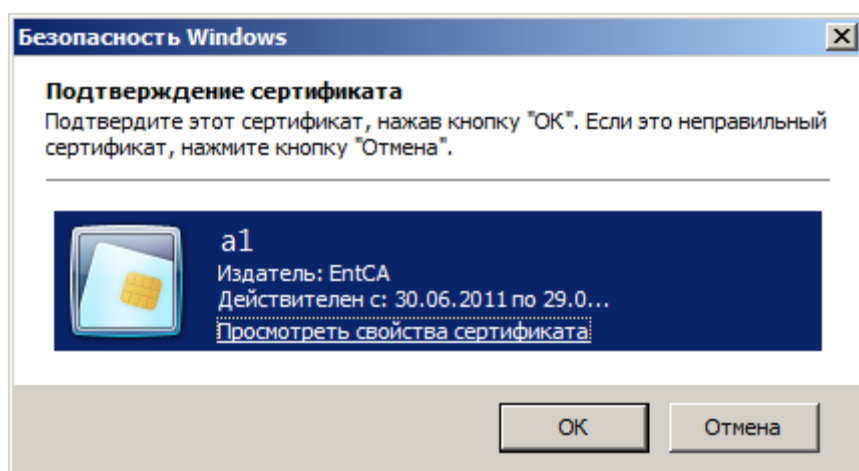 Безопасность Windows
Подтверждение сертификата
Подтвердите этот сертификат, нажав кнопку "ОК". Если это неправильный
сертификат, нажмите кнопку "Отмена".
a1
Издатель: EntCA
Действителен с: 30.06.2011 по 29.0...
Просмотреть свойства сертификата
ОК
Отмена